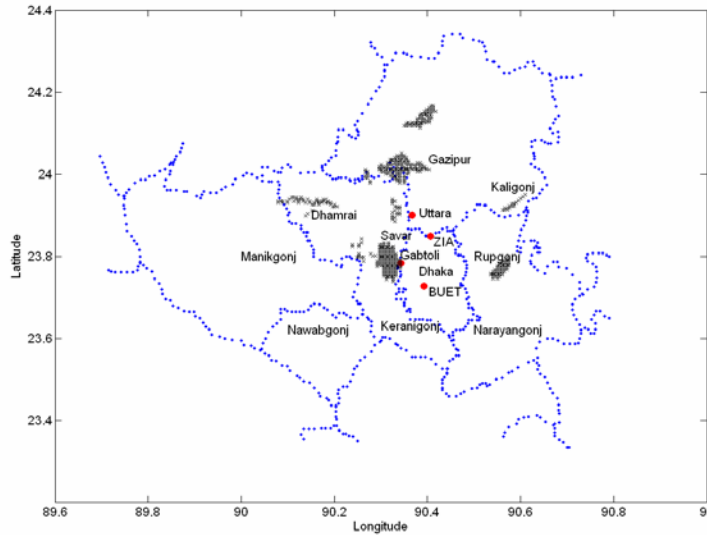 24.4
24.2
24
23.8
23.6
23.4
Latitude
Gazipur
Kaligonj
Dhamrai
Uttara
Savar
ZIA
Manikgonj
Gabtoli
Rupgonj
Dhaka
BUET
Nawabgonj
Keranigonj
Narayangonj
89.6
89.8
90
90.2
90.4
90.6
90.8
9
Longitude